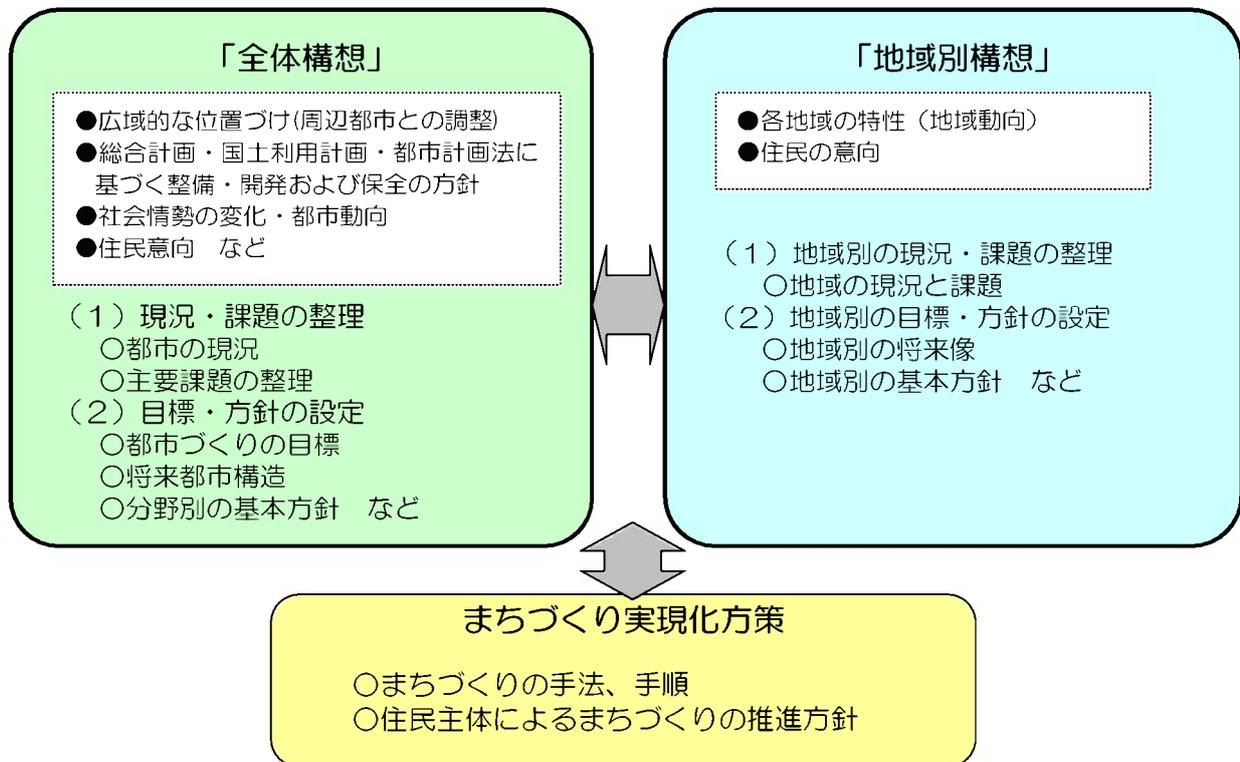 「全体構想」
●広域的な位置づけ(周辺都市との調整)
●総合計画・国土利用計画・都市計画法に
基づく整備・開発および保全の方針
●社会情勢の変化・都市動向
●住民意向　など
（１）現況・課題の整理
○都市の現況
○主要課題の整理
（２）目標・方針の設定
○都市づくりの目標
○将来都市構造
○分野別の基本方針　など
「地域別構想」
●各地域の特性（地域動向）
●住民の意向
（１）地域別の現況・課題の整理
○地域の現況と課題
（２）地域別の目標・方針の設定
○地域別の将来像
○地域別の基本方針　など
まちづくり実現化方策
○まちづくりの手法、手順
○住民主体によるまちづくりの推進方針